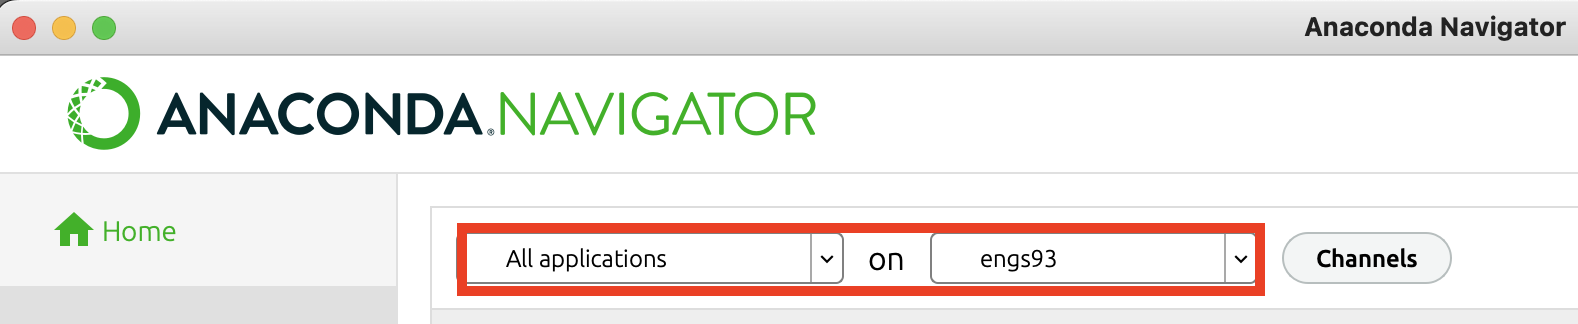 Anaconda Navigator
ANACONDA.NAVIGATOR
Home
All applications on engs93 Channels